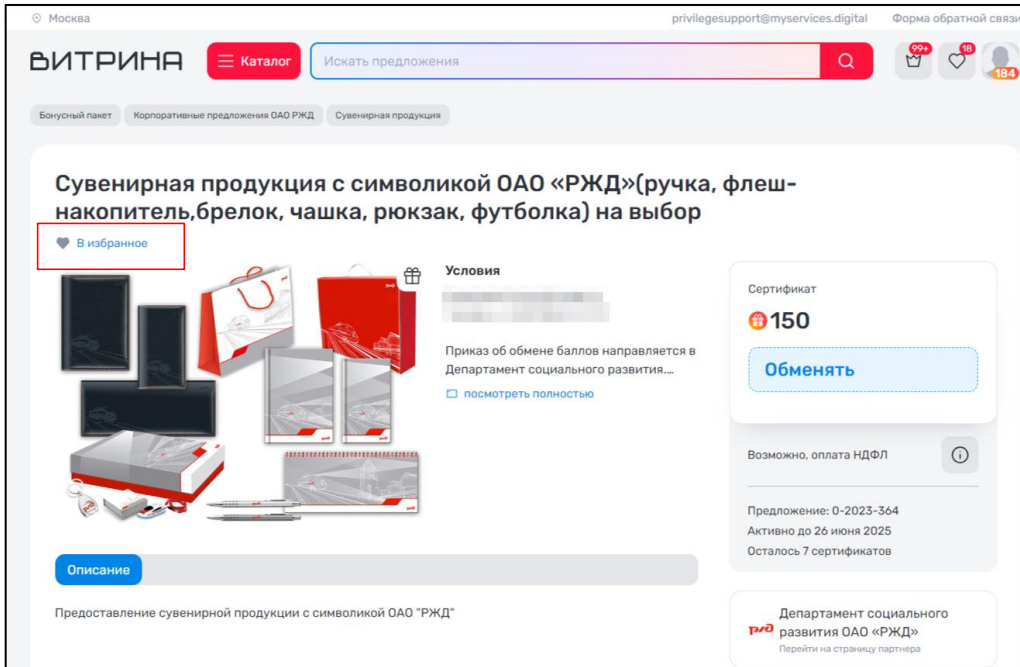 Москва
privilegesupport@myservices.digital
Форма обратной связи
ВИТРИНА
Каталог
Искать предложения
99+
18
184
Бонусный пакет
Корпоративные предложения ОАО РЖД
Сувенирная продукция
Сувенирная продукция с символикой ОАО «РЖД»(ручка, флеш-
накопитель,брелок, чашка, рюкзак, футболка) на выбор
В избранное
Условия
Приказ об обмене баллов направляется в
Департамент социального развития....
посмотреть полностью
Сертификат
150
Обменять
Возможно, оплата НДФЛ
Предложение: 0-2023-364
Активно до 26 июня 2025
Осталось 7 сертификатов
Описание
Предоставление сувенирной продукции с символикой ОАО "РЖД"
Департамент социального
развития ОАО «РЖД»
Перейти на страницу партнера